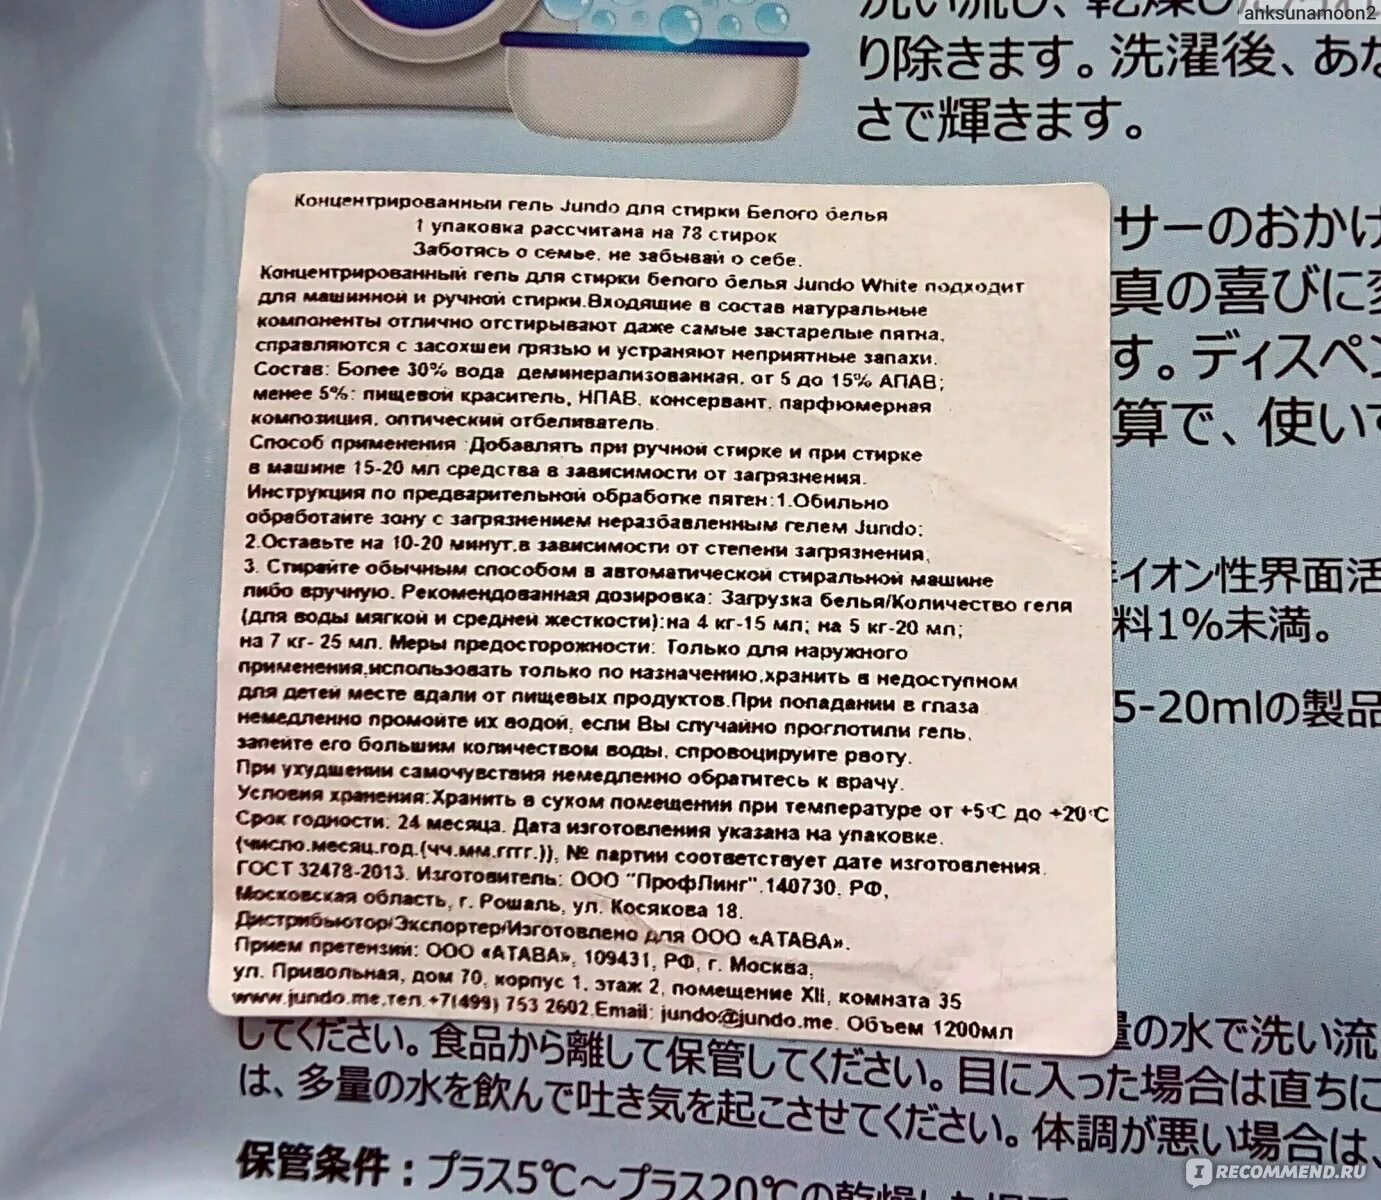 anksunamoon2
り除きます。洗濯後、あな
さで輝きます。
Концентрированный гель Jundo для стирки Белого белья
1 упаковка рассчитана на 78 стирок
Заботясь о семье, не забывай о себе.
Концентрированный гель для стирки белого белья Jundo White подходит
для машинной и ручной стирки.Входящие в состав натуральные
компоненты отлично отстирывают даже самые застарелые пятна,
справляются с засохшей грязью и устраняют неприятные запахи.
Состав: Более 30% вода деминерализованная, от 5 до 15% АПАВ;
менее 5%: пищевой краситель, НПАВ, консервант, парфюмерная
композиция, оптический отбеливатель.
Способ применения :Добавлять при ручной стирке и при стирке
в машине 15-20 мл средства в зависимости от загрязнения.
Инструкция по предварительной обработке пятен:1.Обильно
обработайте зону с загрязнением неразбавленным гелем Jundo;
2.Оставьте на 10-20 минут,в зависимости от степени загрязнения;
3. Стирайте обычным способом в автоматической стиральной машине
либо вручную. Рекомендованная дозировка: Загрузка белья/Количество геля
(для воды мягкой и средней жесткости):на 4 кг-15 мл; на 5 кг-20 мл;
на 7 кг- 25 мл. Меры предосторожности: Только для наружного
применения,использовать только по назначению,хранить в недоступном
для детей месте вдали от пищевых продуктов.При попадании в глаза
немедленно промойте их водой, если Вы случайно проглотили гель,
запейте его большим количеством воды, спровоцируйте рвоту.
При ухудшении самочувствия немедленно обратитесь к врачу.
Условия хранения:Хранить в сухом помещении при температуре от +5°С до +20°С
Срок годности: 24 месяца. Дата изготовления указана на упаковке.
(число.месяц.год.(чч.мм.гггг.)), № партии соответствует дате изготовления.
ГОСТ 32478-2013. Изготовитель: ООО "ПрофЛинг".140730. РФ,
Московская область, г. Рошаль, ул. Косякова 18.
Дистрибьютор/Экспортер/Изготовлено для ООО «АТАВА».
Прием претензий: ООО «АТАВА», 109431, РФ, г. Москва,
ул. Привольная, дом 70, корпус 1, этаж 2, помещение XII, комната 35
www.jundo.me,тел.+7(499) 753 2602.Email: jundo@jundo.me. Объем 1200мл
サーのおかけ
真の喜びに
す。ディスペン
算で、使いす
イオン性界面活
料1%未満。
5-20mlの製品
してください。食品から離して保管してください。目に入った場合は直ちに
量の水で洗い流
は、多量の水を飲んで吐き気を起こさせてください。体調が悪い場合は、
保管条件：プラス5℃～プラス20℃の乾燥した場所
IRECOMMEND.RU